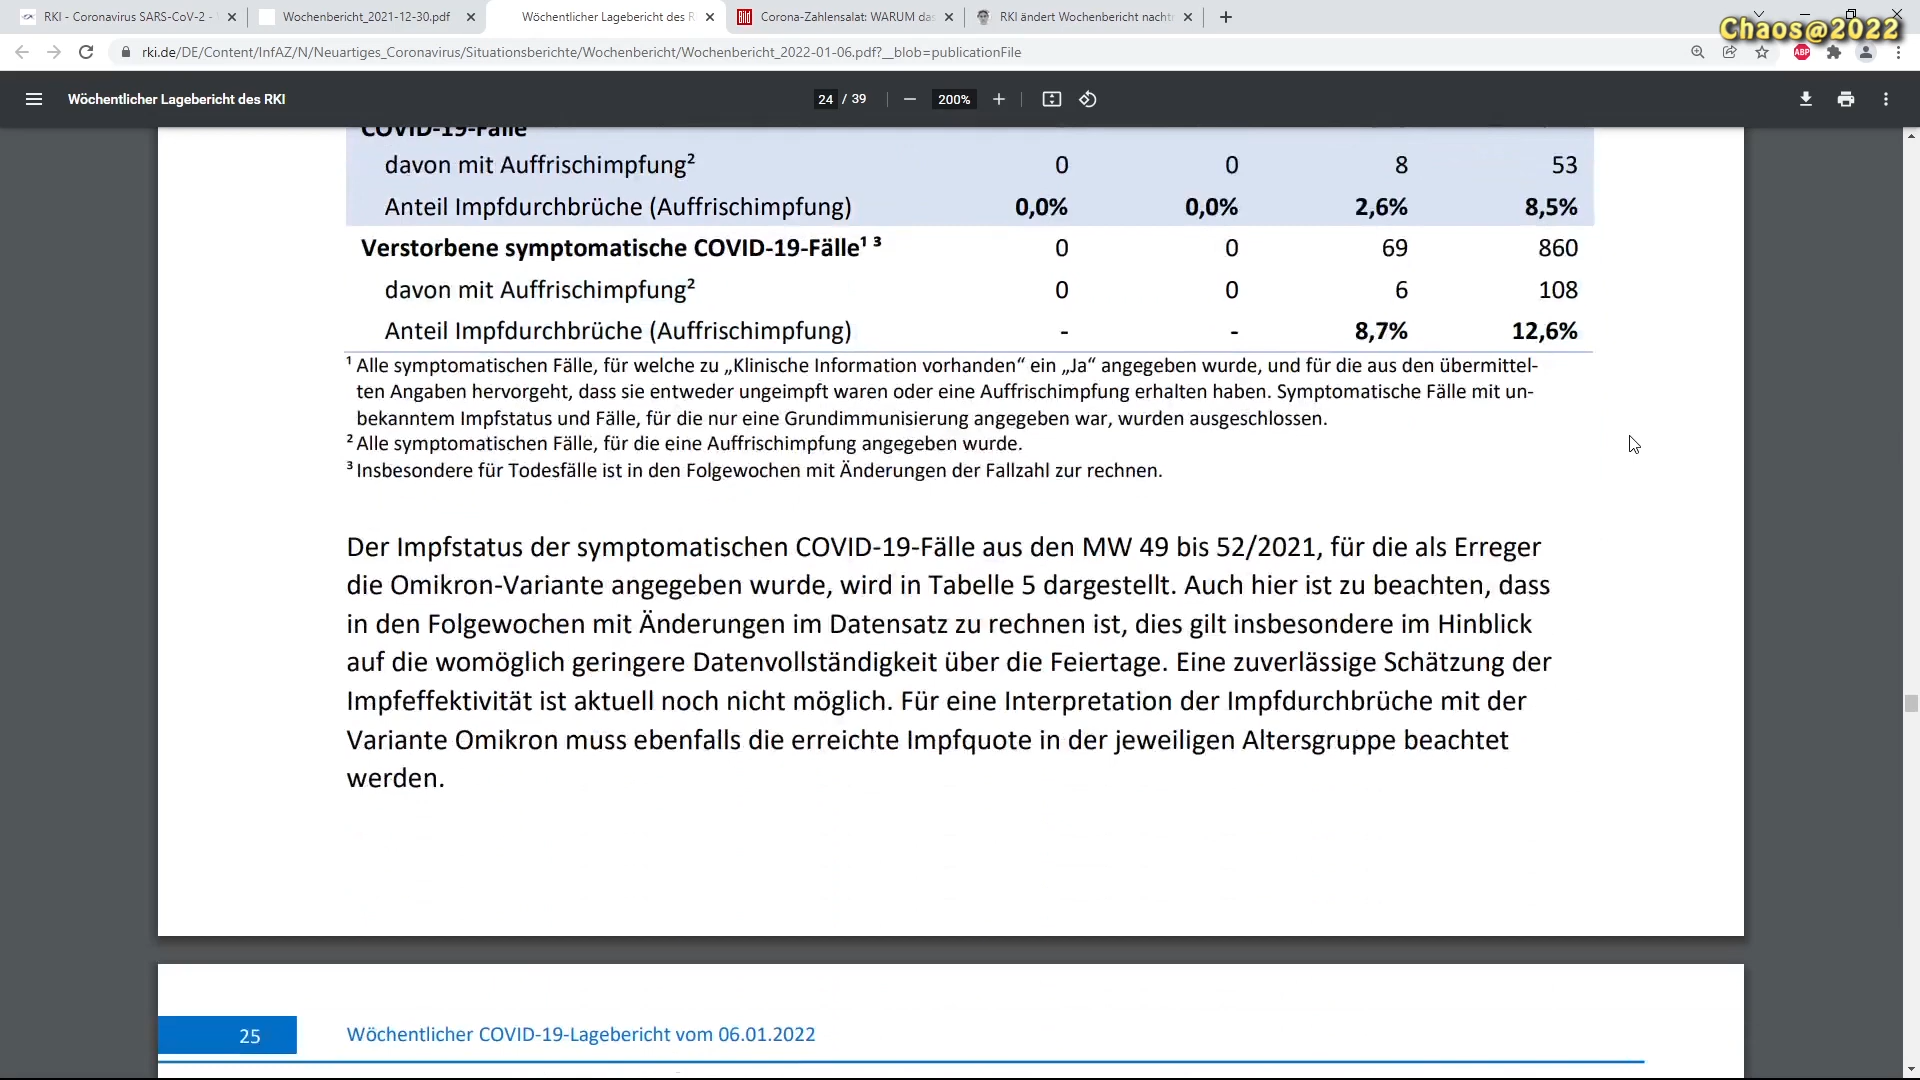 RKI - Coronavirus SARS-CoV-2 -
Wochenbericht_2021-12-30.pdf
Wöchentlicher Lagebericht des R
Bild
Corona-Zahlensalat: WARUM das
RKI ändert Wochenbericht nacht
Chaos@2022
rki.de/DE/Content/InfAZ/N/Neuartiges_Coronavirus/Situationsberichte/Wochenbericht/Wochenbericht_2022-01-06.pdf?__blob=publicationFile
ABP
Wöchentlicher Lagebericht des RKI
24 / 39
200%
COVID-19-Fälle
davon mit Auffrischimpfung² 0 0 8 53
Anteil Impfdurchbrüche (Auffrischimpfung) 0,0% 0,0% 2,6% 8,5%
Verstorbene symptomatische COVID-19-Fälle¹ ³ 0 0 69 860
davon mit Auffrischimpfung² 0 0 6 108
Anteil Impfdurchbrüche (Auffrischimpfung) - - 8,7% 12,6%
¹ Alle symptomatischen Fälle, für welche zu „Klinische Information vorhanden“ ein „Ja“ angegeben wurde, und für die aus den übermittel-
ten Angaben hervorgeht, dass sie entweder ungeimpft waren oder eine Auffrischimpfung erhalten haben. Symptomatische Fälle mit un-
bekanntem Impfstatus und Fälle, für die nur eine Grundimmunisierung angegeben war, wurden ausgeschlossen.
² Alle symptomatischen Fälle, für die eine Auffrischimpfung angegeben wurde.
³ Insbesondere für Todesfälle ist in den Folgewochen mit Änderungen der Fallzahl zur rechnen.
Der Impfstatus der symptomatischen COVID-19-Fälle aus den MW 49 bis 52/2021, für die als Erreger
die Omikron-Variante angegeben wurde, wird in Tabelle 5 dargestellt. Auch hier ist zu beachten, dass
in den Folgewochen mit Änderungen im Datensatz zu rechnen ist, dies gilt insbesondere im Hinblick
auf die womöglich geringere Datenvollständigkeit über die Feiertage. Eine zuverlässige Schätzung der
Impfeffektivität ist aktuell noch nicht möglich. Für eine Interpretation der Impfdurchbrüche mit der
Variante Omikron muss ebenfalls die erreichte Impfquote in der jeweiligen Altersgruppe beachtet
werden.
25
Wöchentlicher COVID-19-Lagebericht vom 06.01.2022